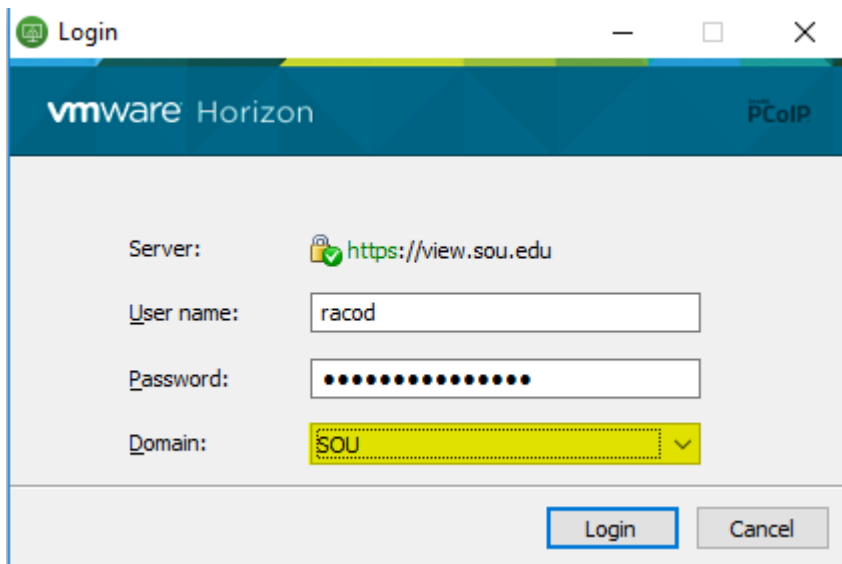 Login
vmware Horizon
PCoIP
Server: https://view.sou.edu
User name: racod
Password: •••••••••••••••
Domain: SOU
Login Cancel